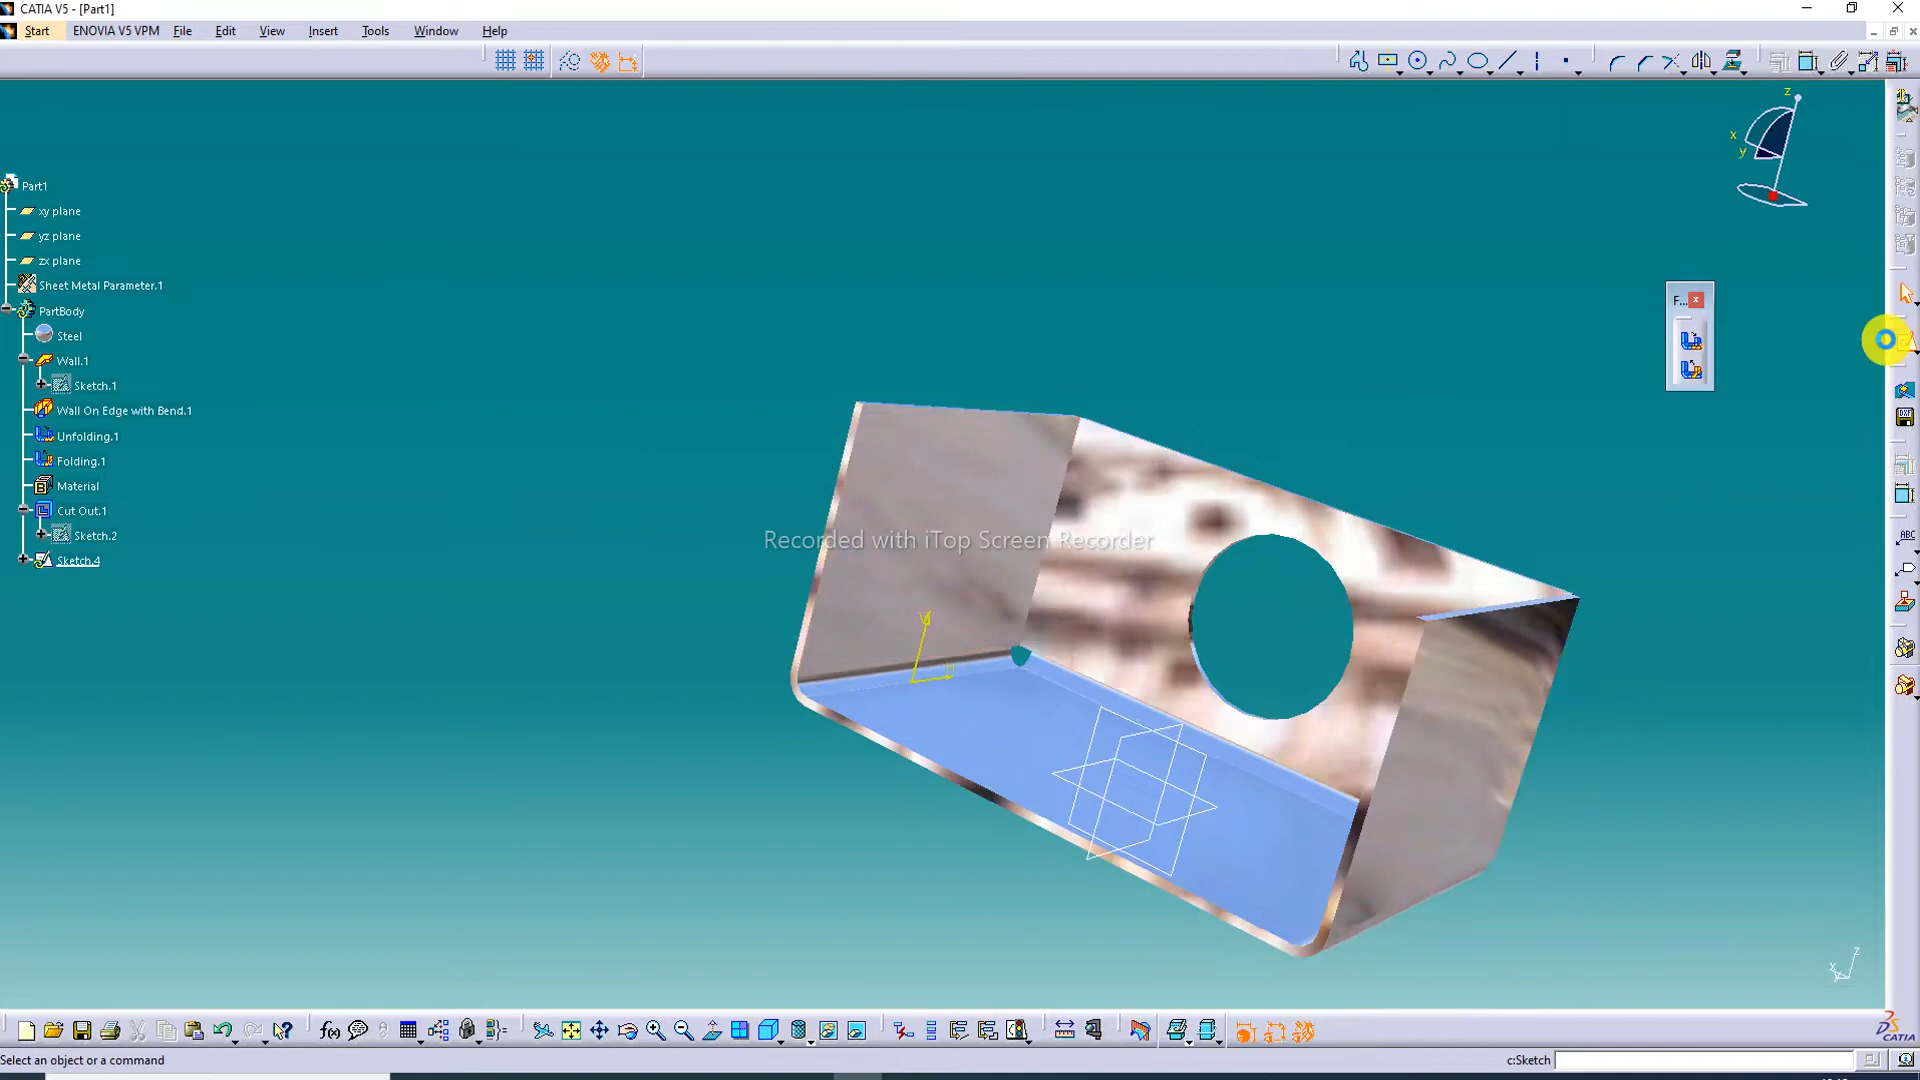 CATIA V5 - [Part1]
Start ENOVIA V5 VPM File Edit View Insert Tools Window Help
z
x
y
Part1
xy plane
yz plane
zx plane
Sheet Metal Parameter.1
F...
PartBody
Steel
Wall.1
Sketch.1
Wall On Edge with Bend.1
DXF
Unfolding.1
Folding.1
Material
Cut Out.1
Sketch.2
ABC
Recorded with iTop Screen Recorder
Sketch.4
z
x
y
f(x)
CATIA
Select an object or a command
c:Sketch